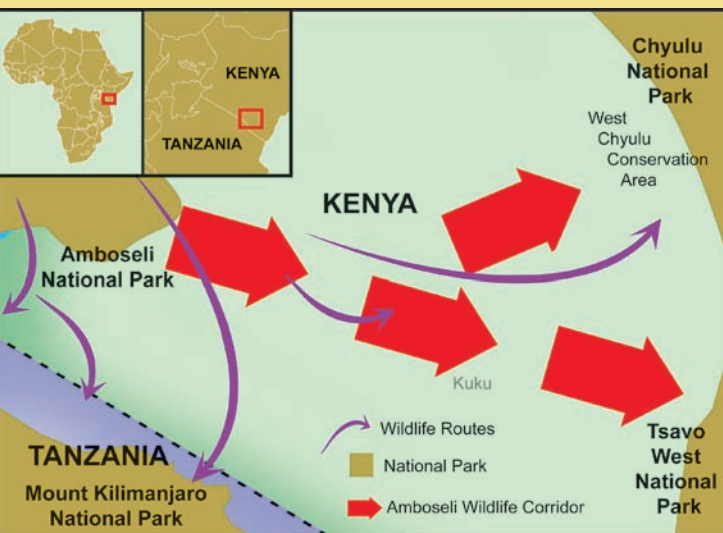 KENYA
TANZANIA
Chyulu
National
Park
West
Chyulu
Conservation
Area
KENYA
Amboseli
National Park
Kuku
TANZANIA
Mount Kilimanjaro
National Park
Wildlife Routes
National Park
Amboseli Wildlife Corridor
Tsavo
West
National
Park